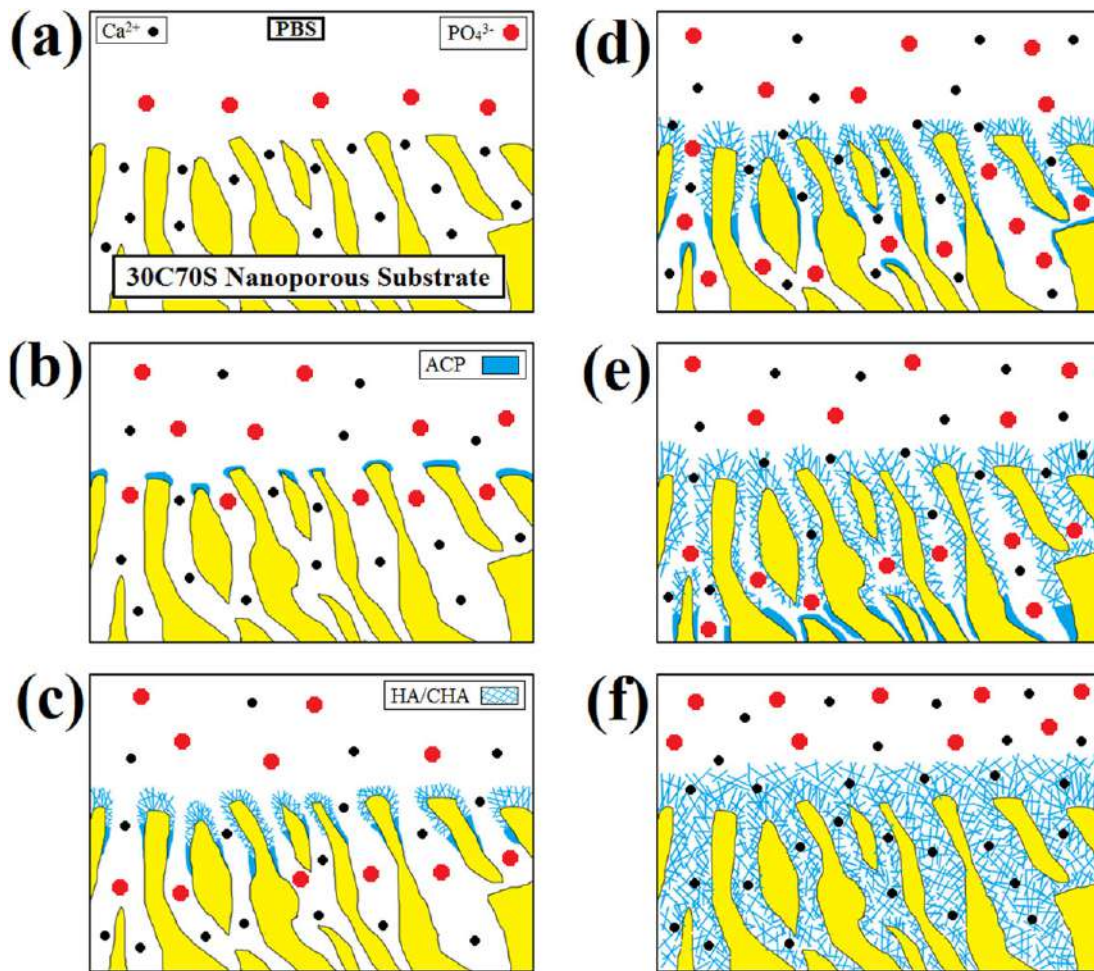 (a)
Ca²⁺
PBS
PO₄³⁻
30C70S Nanoporous Substrate
(b)
ACP
(c)
HA/CHA
(d)
(e)
(f)